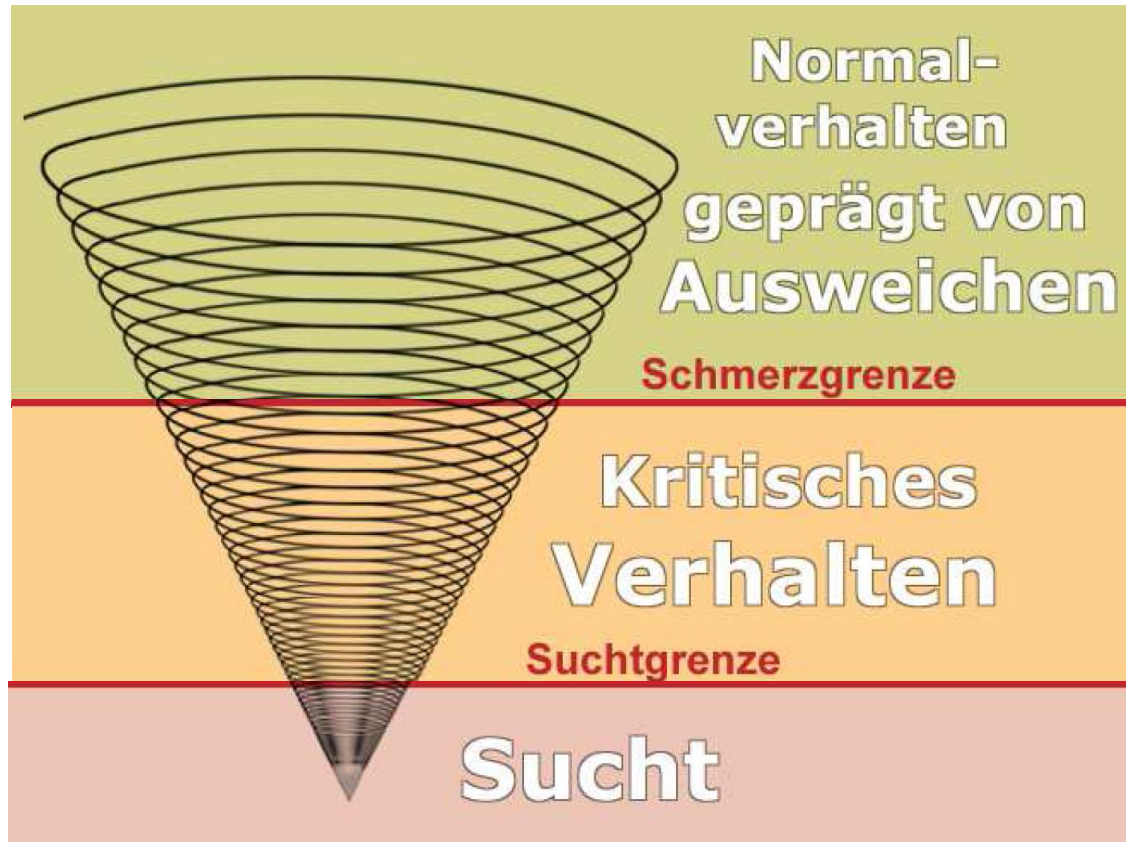 Normal-
verhalten
geprägt von
Ausweichen
Schmerzgrenze
Kritisches
Verhalten
Suchtgrenze
Sucht